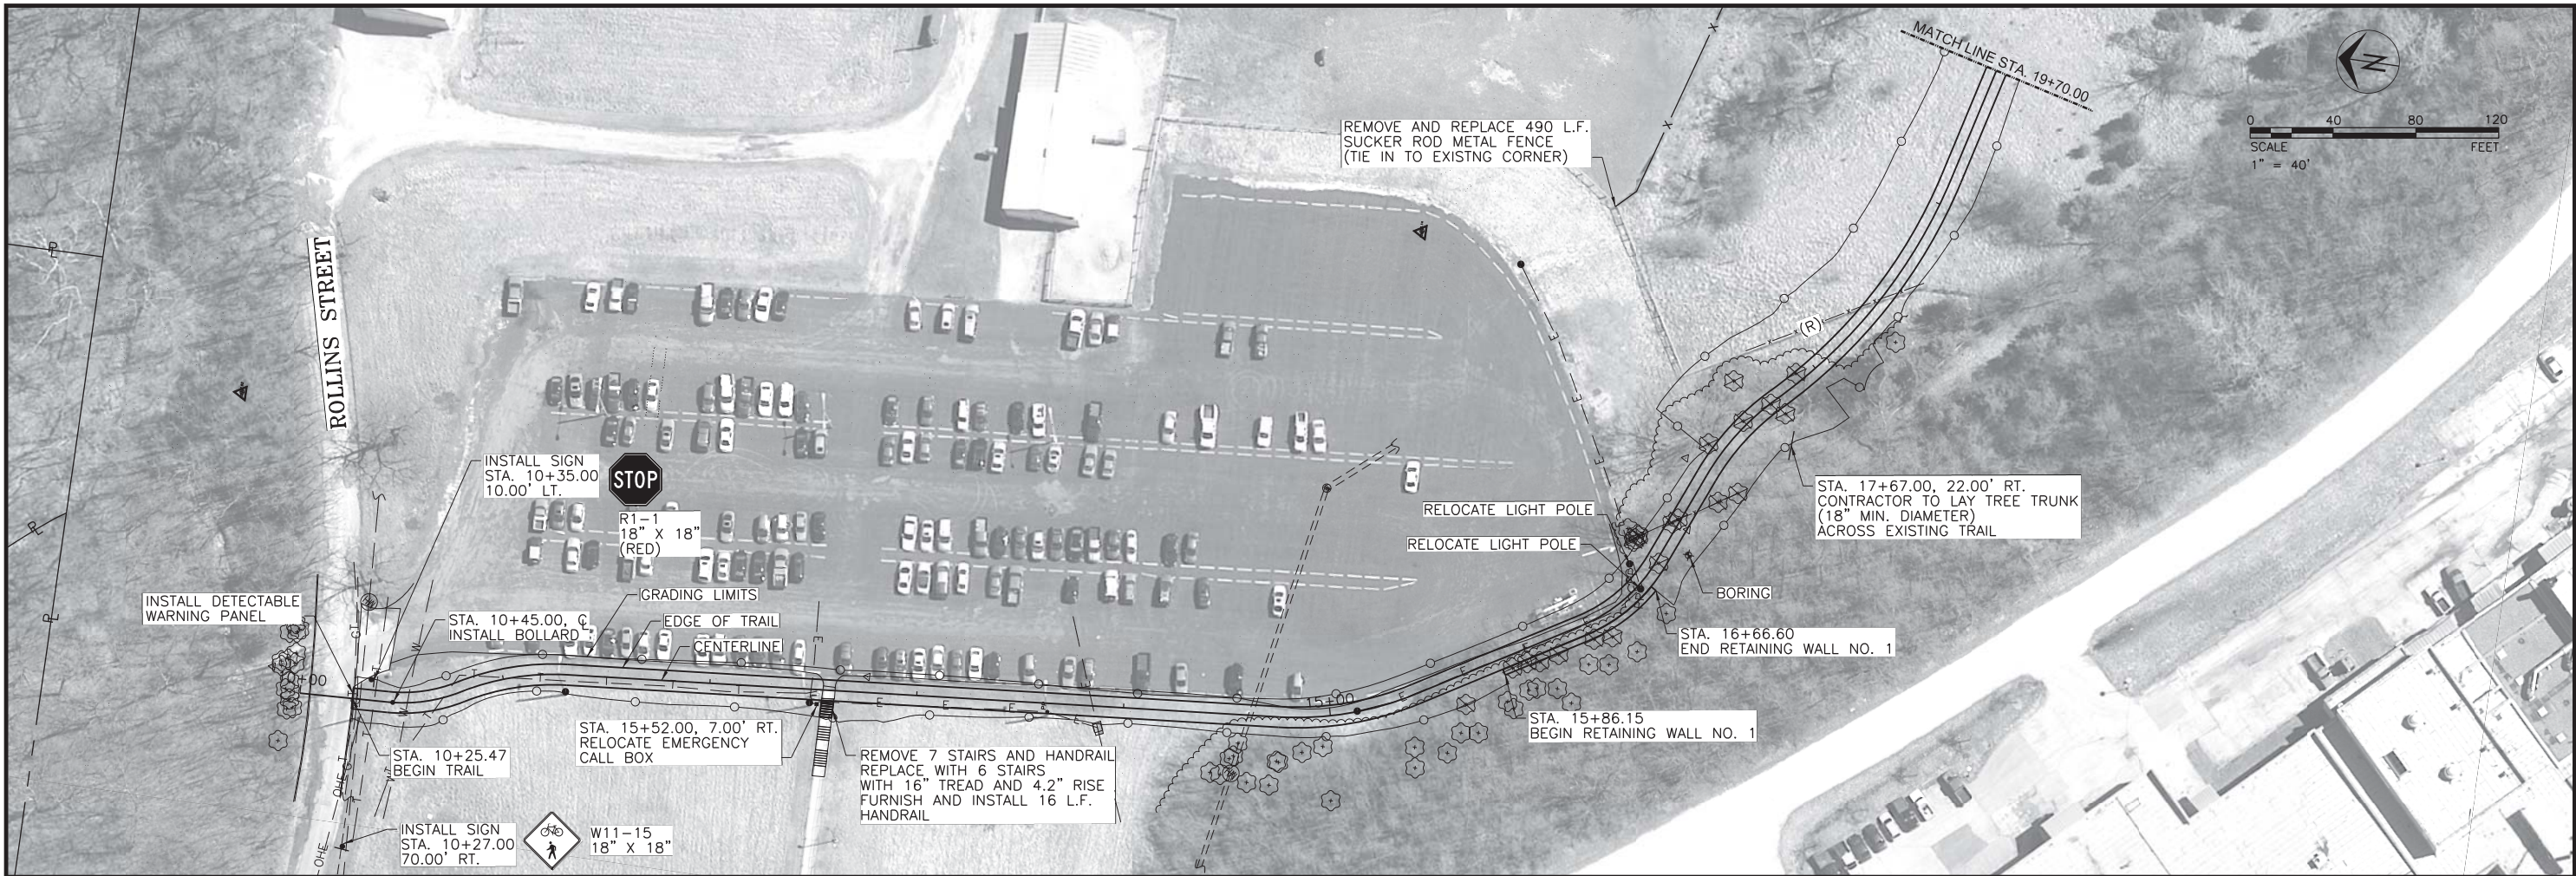 MATCH LINE STA. 19+70.00
N
0 40 80 120
SCALE FEET
1" = 40'
REMOVE AND REPLACE 490 L.F.
SUCKER ROD METAL FENCE
(TIE IN TO EXISTNG CORNER)
ROLLINS STREET
(R)
INSTALL SIGN
STA. 10+35.00
10.00' LT.
STOP
R1-1
18" X 18"
(RED)
STA. 17+67.00, 22.00' RT.
CONTRACTOR TO LAY TREE TRUNK
(18" MIN. DIAMETER)
ACROSS EXISTING TRAIL
RELOCATE LIGHT POLE
RELOCATE LIGHT POLE
BORING
INSTALL DETECTABLE
WARNING PANEL
GRADING LIMITS
STA. 10+45.00, ℄
INSTALL BOLLARD
EDGE OF TRAIL
CENTERLINE
STA. 16+66.60
END RETAINING WALL NO. 1
+00
15+00
STA. 15+86.15
BEGIN RETAINING WALL NO. 1
STA. 15+52.00, 7.00' RT.
RELOCATE EMERGENCY
CALL BOX
STA. 10+25.47
BEGIN TRAIL
REMOVE 7 STAIRS AND HANDRAIL
REPLACE WITH 6 STAIRS
WITH 16" TREAD AND 4.2" RISE
FURNISH AND INSTALL 16 L.F.
HANDRAIL
INSTALL SIGN
STA. 10+27.00
70.00' RT.
W11-15
18" X 18"
OHE